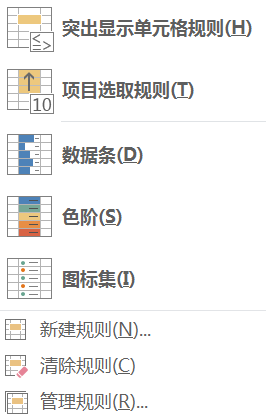 突出显示单元格规则(H)
项目选取规则(T)
10
数据条(D)
色阶(S)
图标集(I)
新建规则(N)...
清除规则(C)
管理规则(R)...